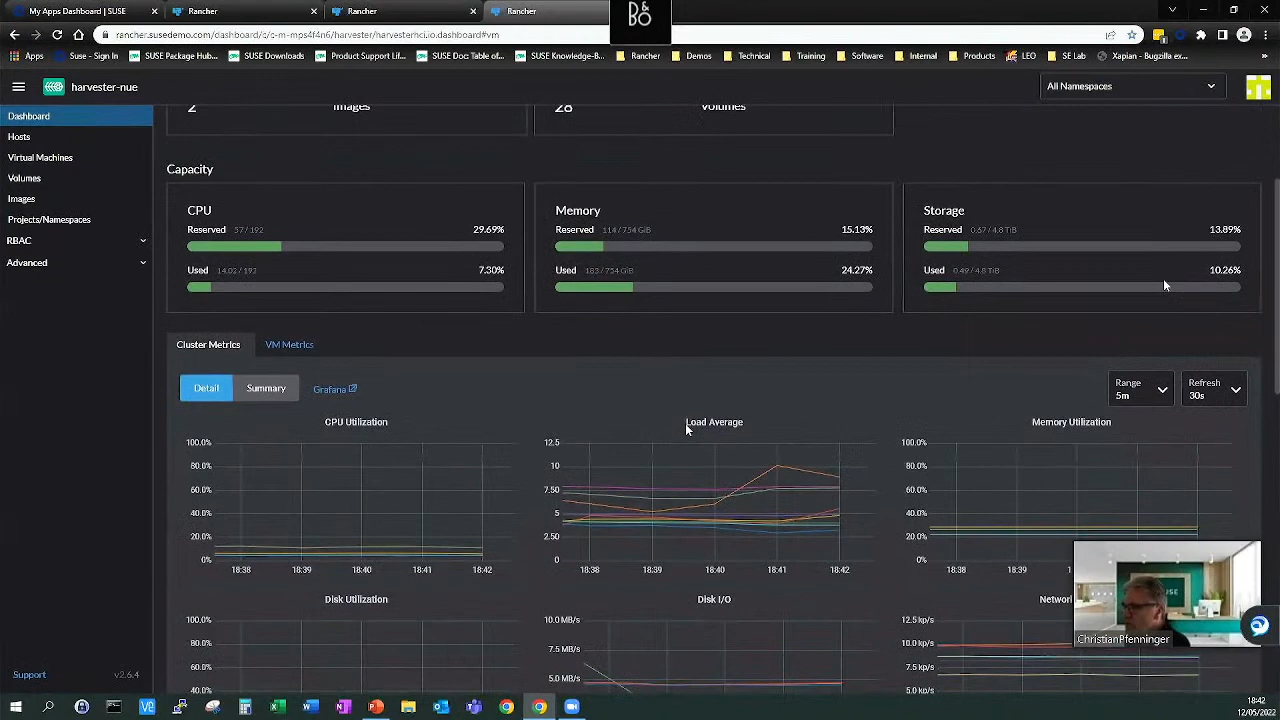 My Apps Dashboard | SUSE
Rancher
Rancher
Rancher
B&O
rancher.susedemo.com/dashboard/c/c-m-mps4f4n6/harvester/harvesterhci.io.dashboard#vm
Apps
Suse - Sign In
SUSE Package Hub...
SUSE Downloads
Product Support Lif...
SUSE Doc Table of...
SUSE Knowledge-B...
Rancher
Demos
Technical
Training
Software
Internal
Products
LEO
SE Lab
Xapian - Bugzilla ex...
»
harvester-nue
All Namespaces
Dashboard
Hosts
Virtual Machines
Volumes
Images
Projects/Namespaces
RBAC
Advanced
Support
v2.6.4
2
Images
28
Volumes
Capacity
CPU
Reserved 57 / 192 29.69%
Used 14.02 / 192 7.30%
Memory
Reserved 114 / 754 GiB 15.13%
Used 183 / 754 GiB 24.27%
Storage
Reserved 0.67 / 4.8 TiB 13.89%
Used 0.49 / 4.8 TiB 10.26%
Cluster Metrics
VM Metrics
Detail
Summary
Grafana
Range
5m
Refresh
30s
CPU Utilization
100.0%
80.0%
60.0%
40.0%
20.0%
0%
18:38 18:39 18:40 18:41 18:42
Load Average
12.5
10
7.50
5
2.50
0
18:38 18:39 18:40 18:41 18:42
Memory Utilization
100.0%
80.0%
60.0%
40.0%
20.0%
0%
18:38 18:39
Disk Utilization
100.0%
80.0%
60.0%
40.0%
Disk I/O
10.0 MB/s
7.5 MB/s
5.0 MB/s
Network
12.5 kp/s
10.0 kp/s
7.5 kp/s
5.0 kp/s
USE
ChristianPfenninger
18:42
12/05/2022